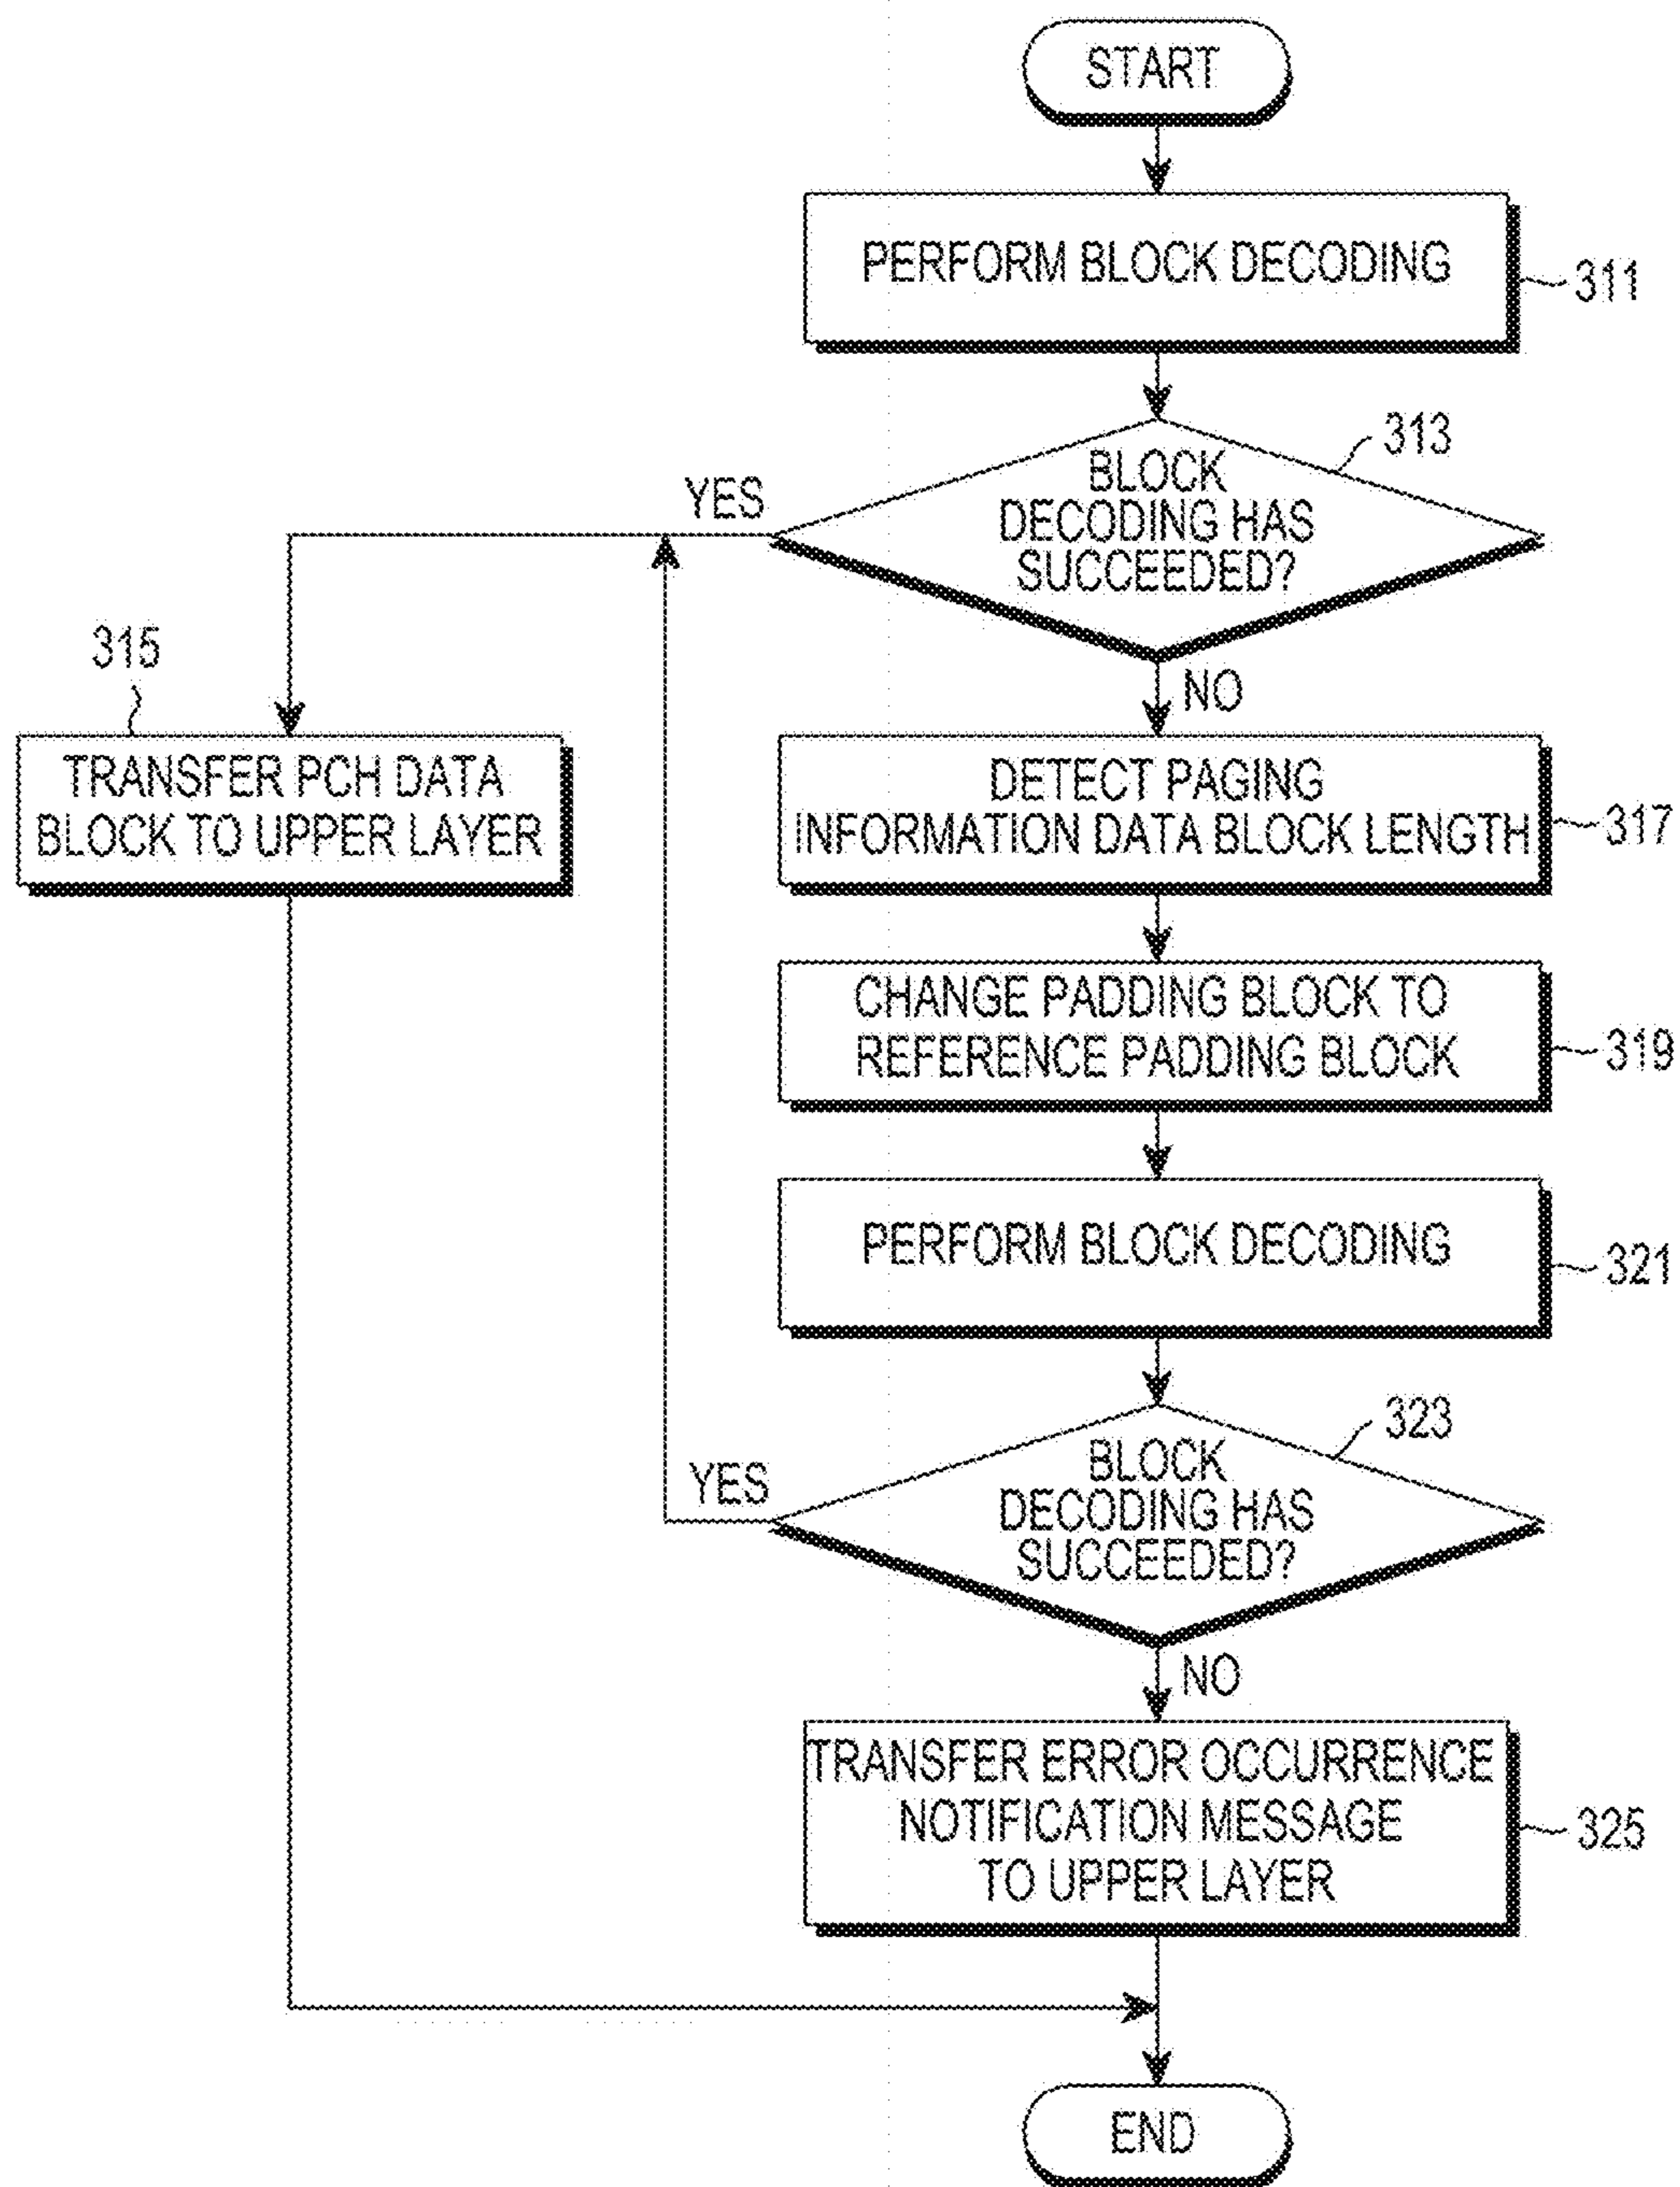 START
PERFORM BLOCK DECODING
311
313
BLOCK
DECODING HAS
SUCCEEDED?
YES
NO
315
TRANSFER PCH DATA
BLOCK TO UPPER LAYER
DETECT PAGING
INFORMATION DATA BLOCK LENGTH
317
CHANGE PADDING BLOCK TO
REFERENCE PADDING BLOCK
319
PERFORM BLOCK DECODING
321
323
BLOCK
DECODING HAS
SUCCEEDED?
YES
NO
TRANSFER ERROR OCCURRENCE
NOTIFICATION MESSAGE
TO UPPER LAYER
325
END